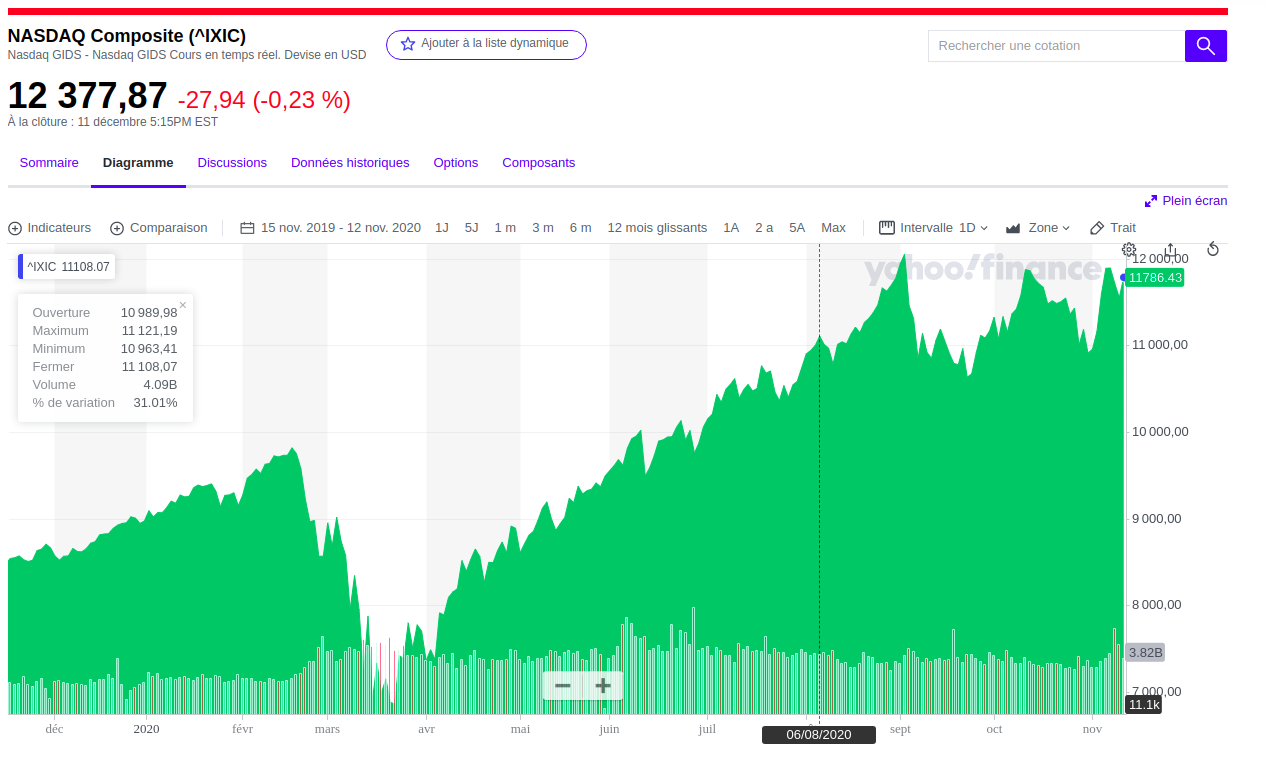 NASDAQ Composite (^IXIC)
Nasdaq GIDS - Nasdaq GIDS Cours en temps réel. Devise en USD
Ajouter à la liste dynamique
Rechercher une cotation
12 377,87 -27,94 (-0,23 %)
À la clôture : 11 décembre 5:15PM EST
Sommaire Diagramme Discussions Données historiques Options Composants
Plein écran
Indicateurs Comparaison 15 nov. 2019 - 12 nov. 2020 1J 5J 1 m 3 m 6 m 12 mois glissants 1A 2 a 5A Max Intervalle 1D Zone Trait
^IXIC 11108.07
yahoo!finance
12 000,00
11786.43
Ouverture 10 989,98
Maximum 11 121,19
Minimum 10 963,41
Fermer 11 108,07
Volume 4.09B
% de variation 31.01%
11 000,00
10 000,00
9 000,00
8 000,00
3.82B
7 000,00
11.1k
déc 2020 févr mars avr mai juin juil sept oct nov
06/08/2020